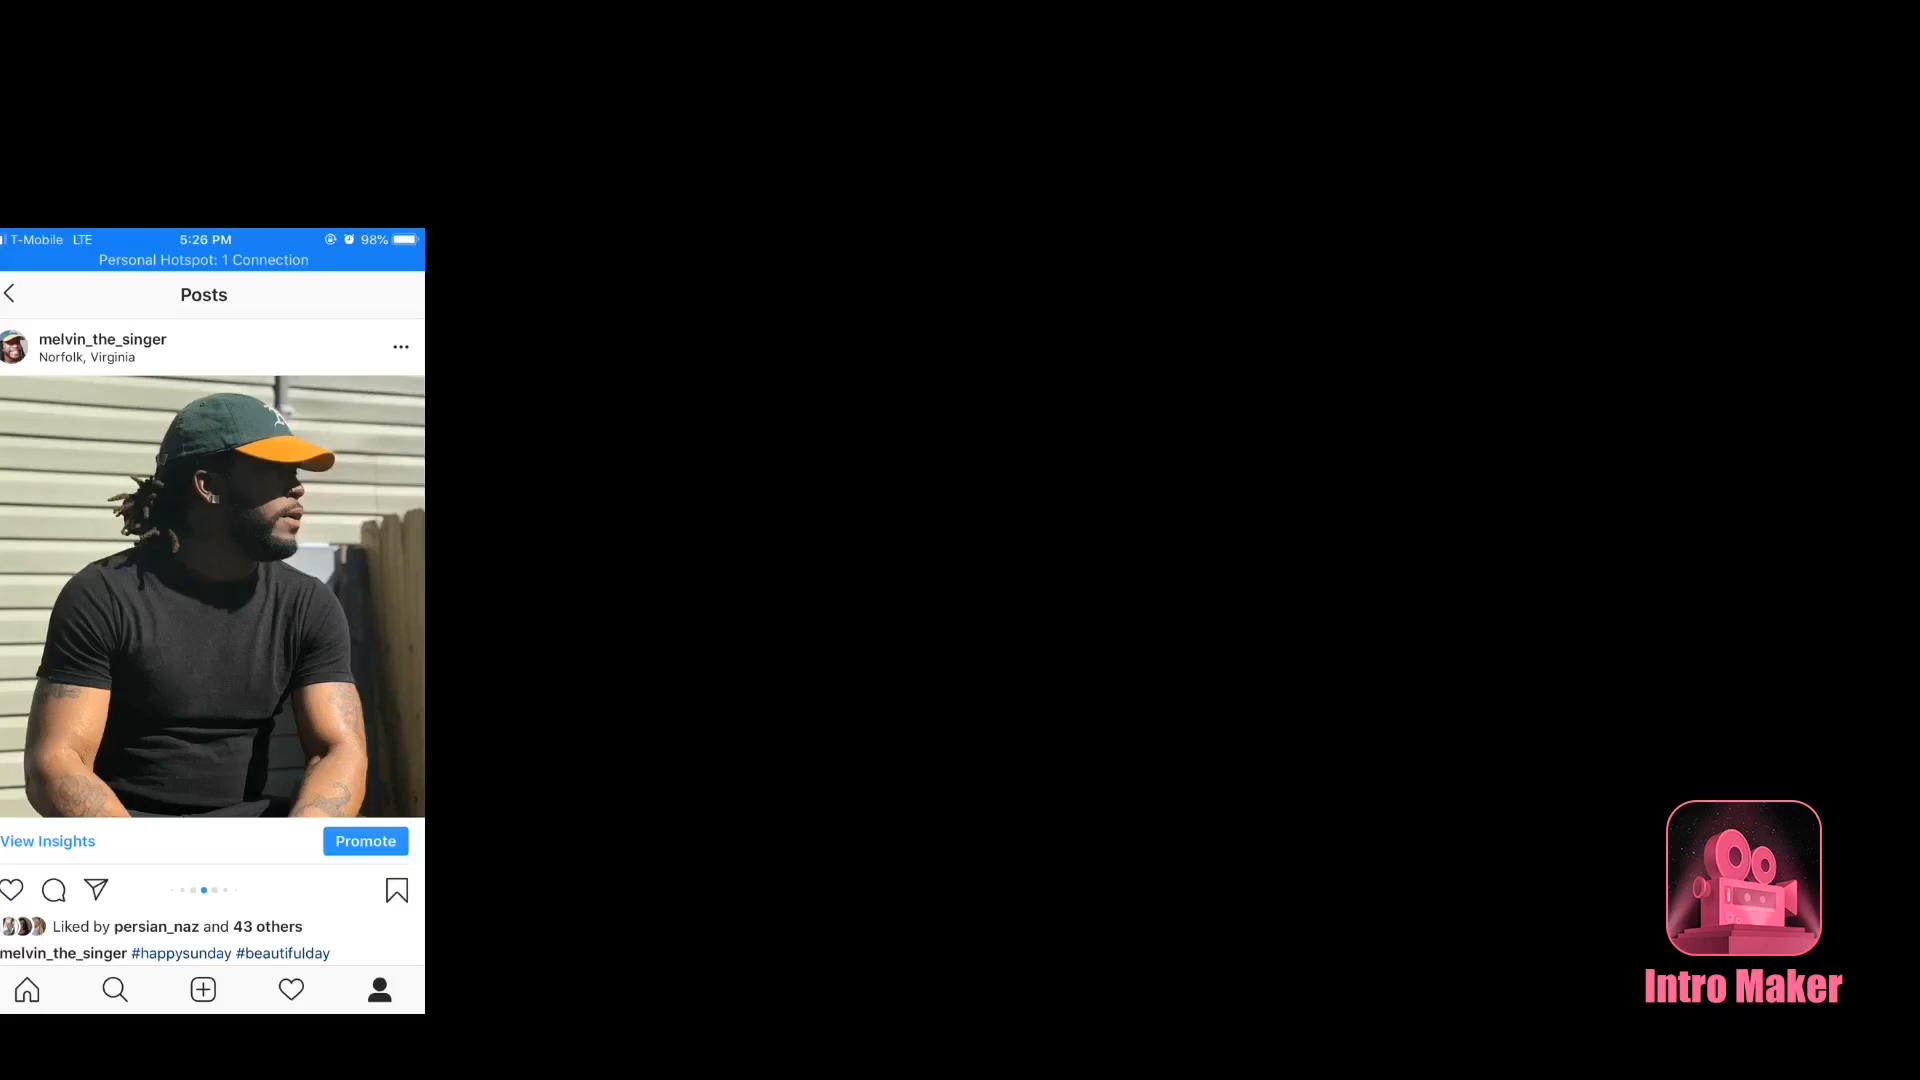 T-Mobile LTE 5:26 PM 98%
Personal Hotspot: 1 Connection
Posts
melvin_the_singer
Norfolk, Virginia
View Insights Promote
Liked by persian_naz and 43 others
melvin_the_singer #happysunday #beautifulday
Intro Maker